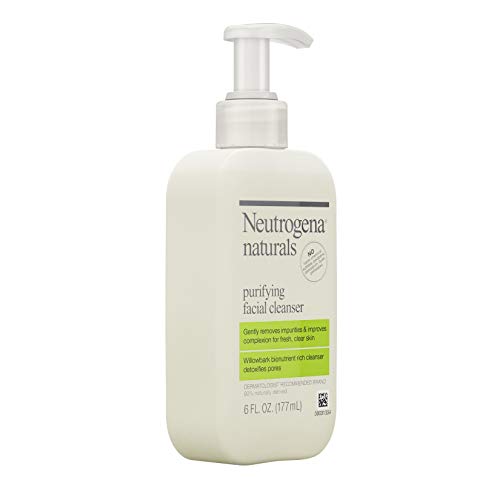 Neutrogena®
naturals
NO
purifying
facial cleanser
Gently removes impurities & improves
complexion for fresh, clear skin
Willowbark bionutrient rich cleanser
detoxifies pores
DERMATOLOGIST RECOMMENDED BRAND
6 FL. OZ. (177mL)